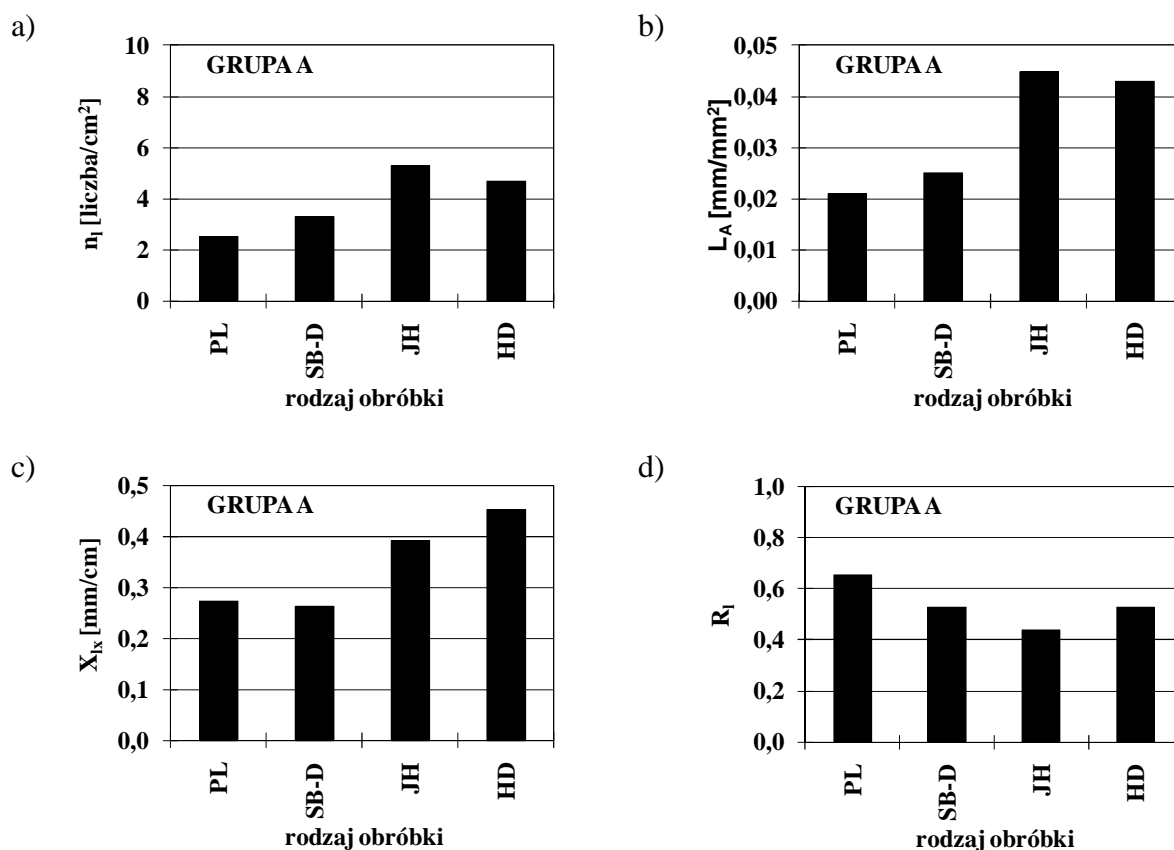 a)
GRUPA A
n_l [liczba/cm²]
10
8
6
4
2
0
PL
SB-D
JH
HD
rodzaj obróbki
b)
GRUPA A
L_A [mm/mm²]
0,05
0,04
0,03
0,02
0,01
0,00
PL
SB-D
JH
HD
rodzaj obróbki
c)
GRUPA A
X_lx [mm/cm]
0,5
0,4
0,3
0,2
0,1
0,0
PL
SB-D
JH
HD
rodzaj obróbki
d)
GRUPA A
R_l
1,0
0,8
0,6
0,4
0,2
0,0
PL
SB-D
JH
HD
rodzaj obróbki